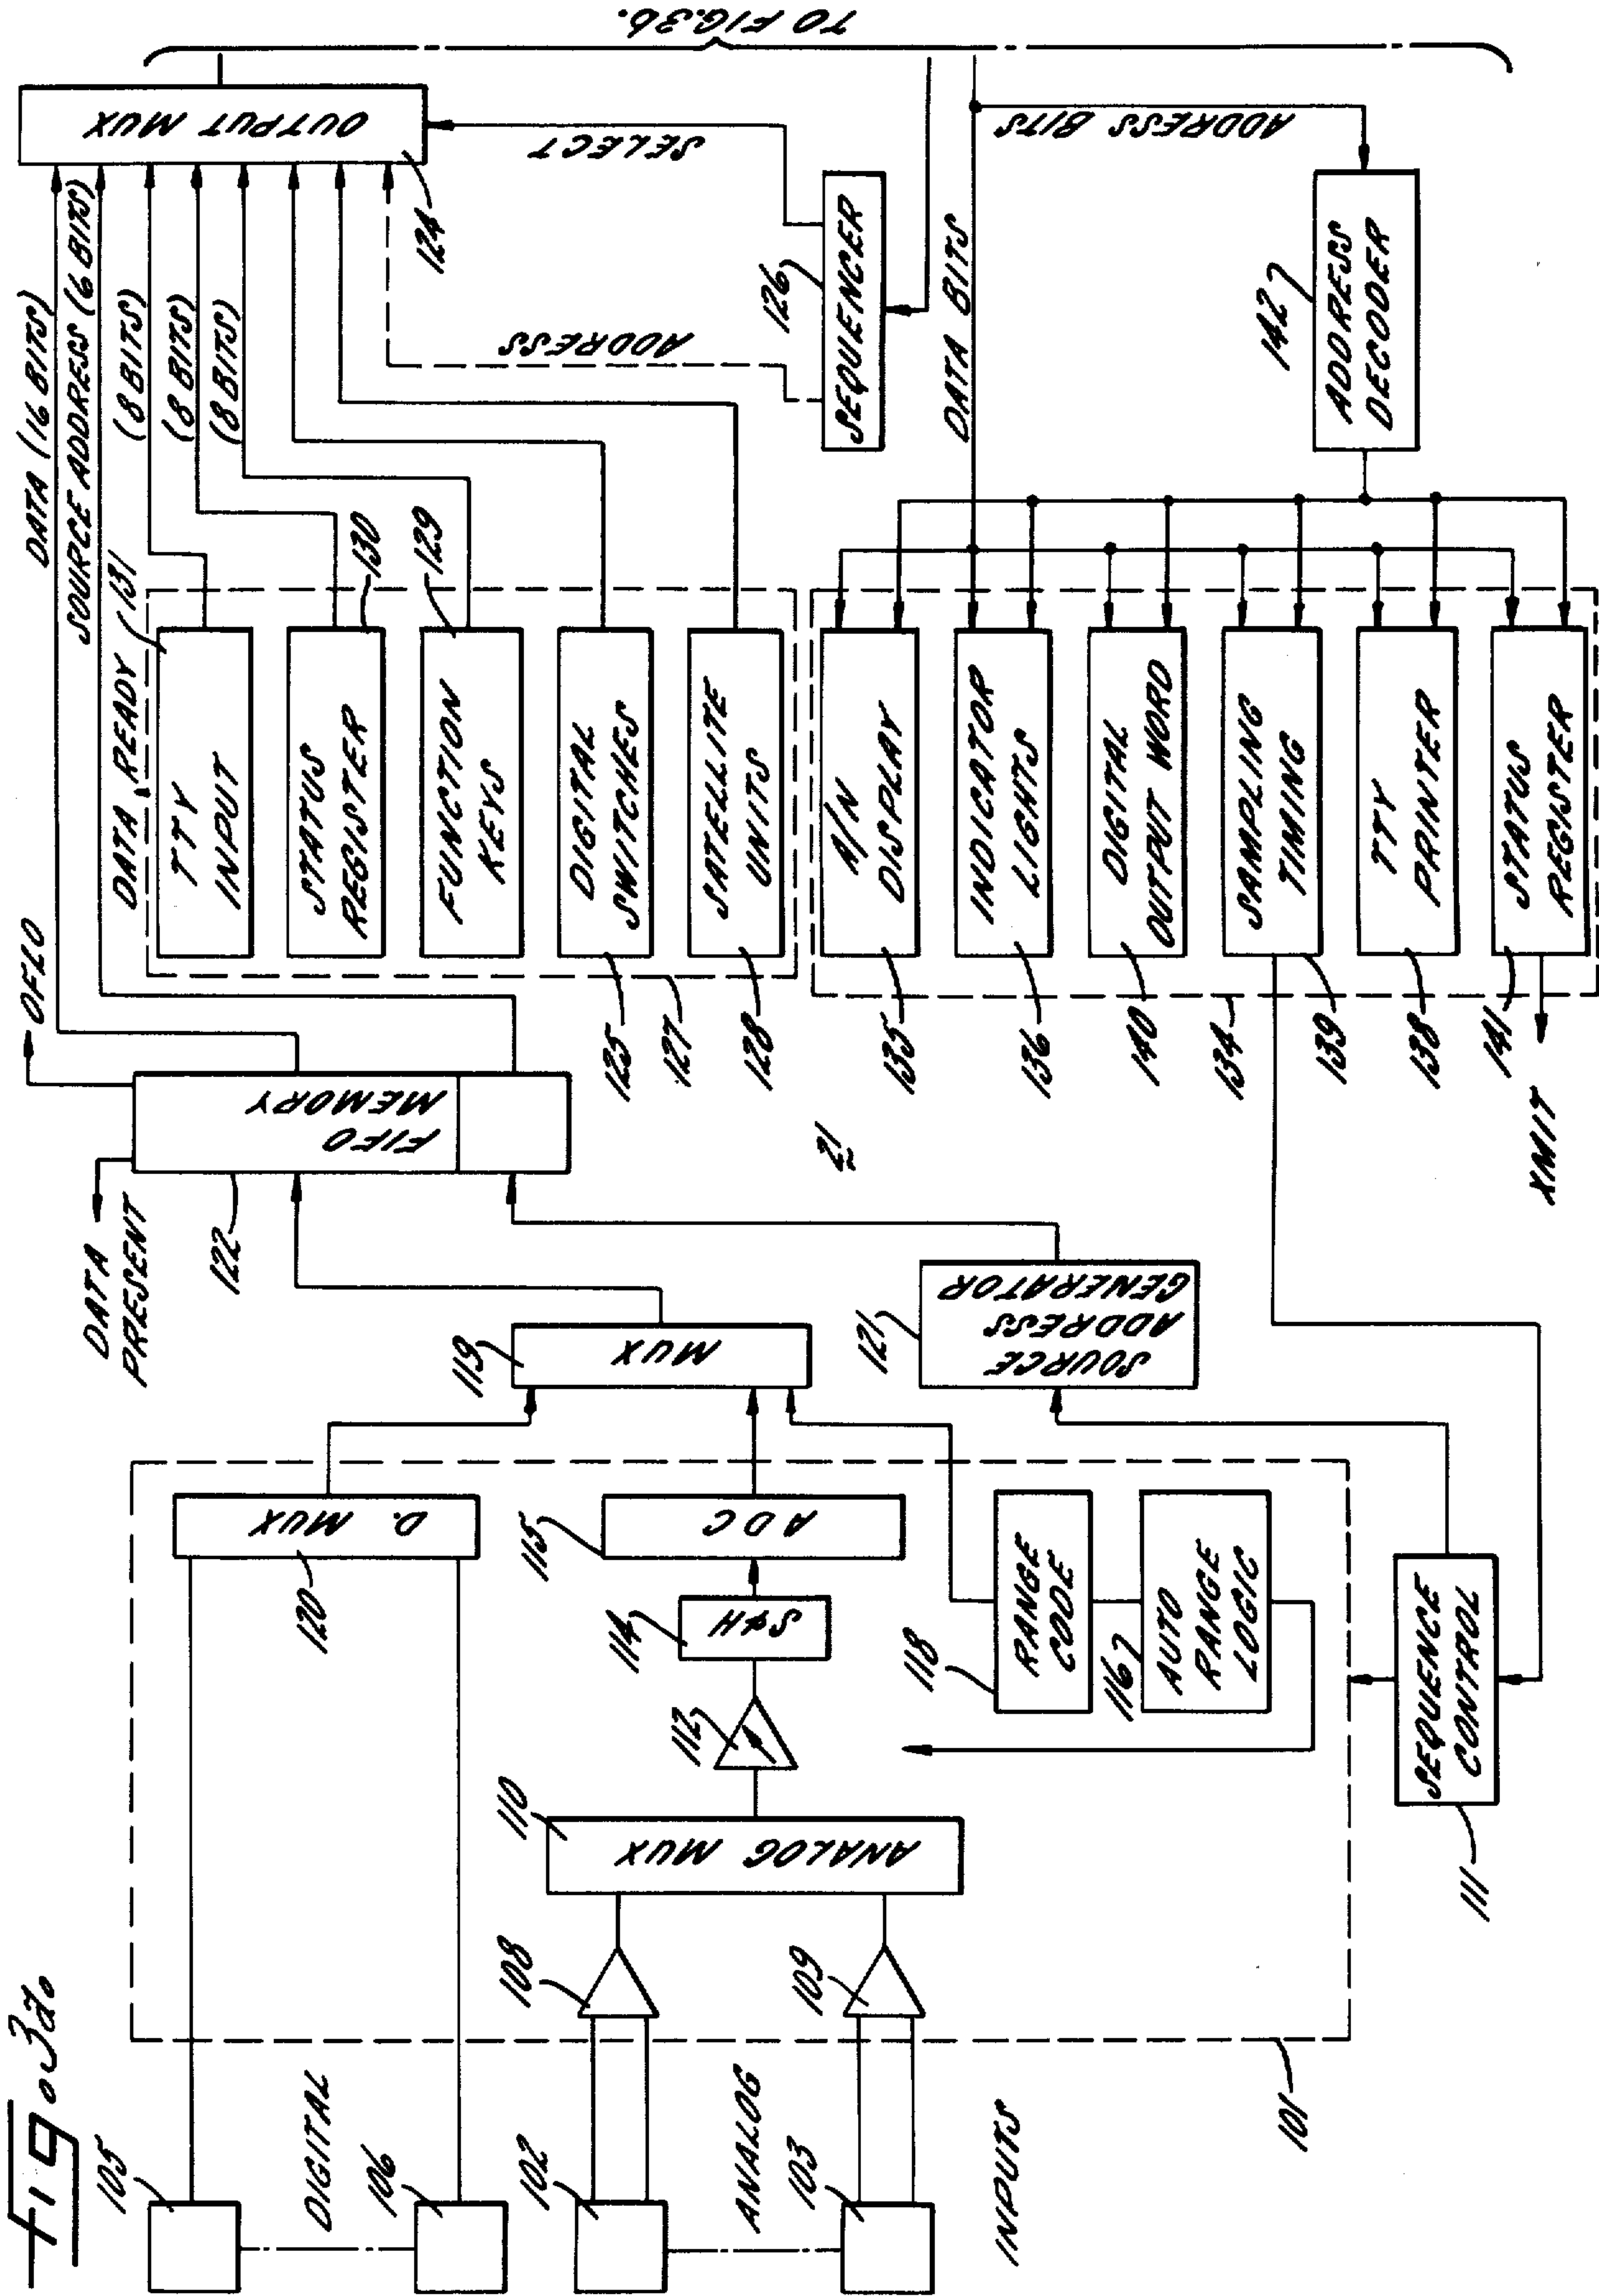 Fig. 3a.
105
DIGITAL
106
102
ANALOG
103
INPUTS
101
108
109
110
ANALOG MUX
112
114
S&H
115
ADC
120
D. MUX
118
RANGE
CODE
116
AUTO
RANGE
LOGIC
111
SEQUENCE
CONTROL
119
MUX
121
SOURCE
ADDRESS
GENERATOR
DATA
PRESENT
122
FIFO
MEMORY
OFLO
21
DATA (16 BITS)
SOURCE ADDRESS (6 BITS)
DATA READY
131
TTY
INPUT
(8 BITS)
STATUS
REGISTER
130
(8 BITS)
FUNCTION
KEYS
129
(8 BITS)
DIGITAL
SWITCHES
125
127
SATELLITE
UNITS
128
A/N
DISPLAY
135
INDICATOR
LIGHTS
136
DIGITAL
OUTPUT WORD
140
134
SAMPLING
TIMING
139
TTY
PRINTER
138
STATUS
REGISTER
141
XMIT
OUTPUT MUX
124
SELECT
ADDRESS
126
SEQUENCER
DATA BITS
ADDRESS BITS
142
ADDRESS
DECODER
TO FIG.3b.